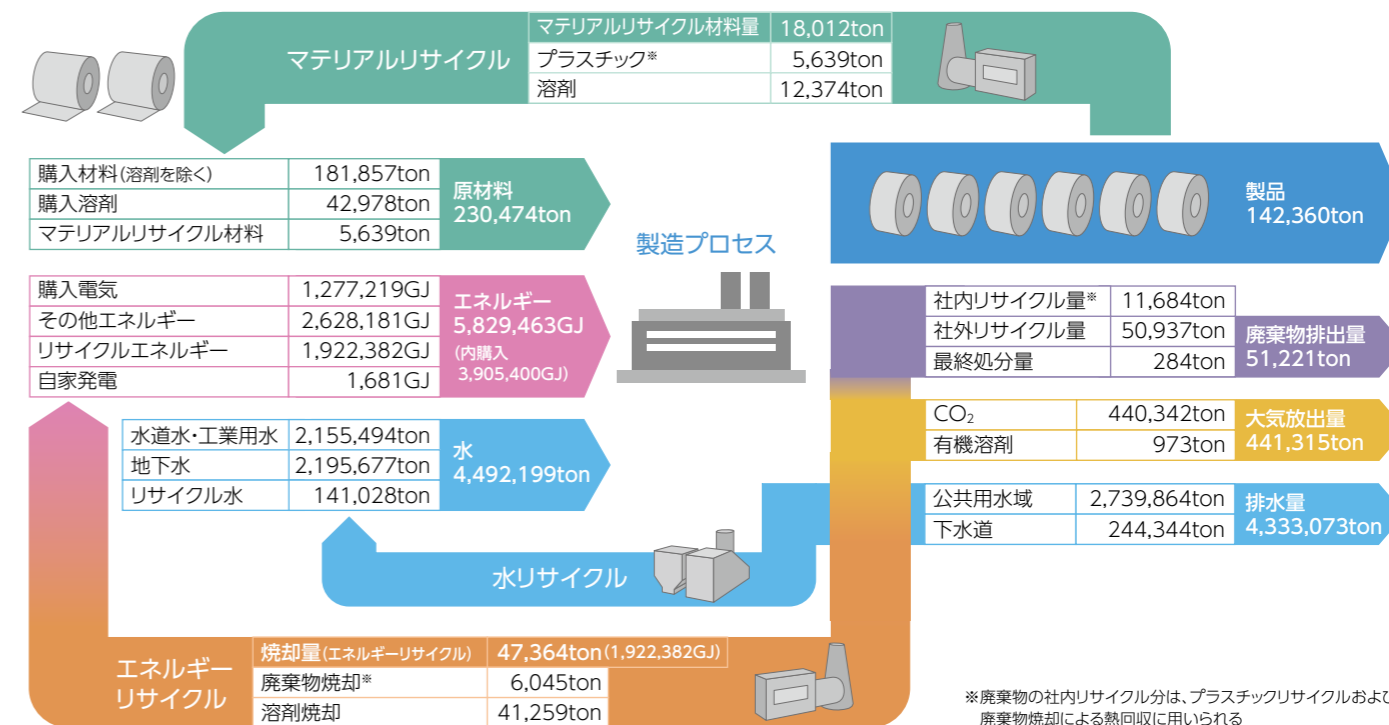 マテリアルリサイクル
マテリアルリサイクル材料量 18,012ton
プラスチック※ 5,639ton
溶剤 12,374ton
購入材料(溶剤を除く) 181,857ton
購入溶剤 42,978ton
マテリアルリサイクル材料 5,639ton
原材料
230,474ton
購入電気 1,277,219GJ
その他エネルギー 2,628,181GJ
リサイクルエネルギー 1,922,382GJ
自家発電 1,681GJ
エネルギー
5,829,463GJ
(内購入
3,905,400GJ)
水道水・工業用水 2,155,494ton
地下水 2,195,677ton
リサイクル水 141,028ton
水
4,492,199ton
製造プロセス
製品
142,360ton
社内リサイクル量※ 11,684ton
社外リサイクル量 50,937ton
最終処分量 284ton
廃棄物排出量
51,221ton
CO₂ 440,342ton
有機溶剤 973ton
大気放出量
441,315ton
公共用水域 2,739,864ton
下水道 244,344ton
排水量
4,333,073ton
水リサイクル
エネルギー
リサイクル
焼却量(エネルギーリサイクル) 47,364ton(1,922,382GJ)
廃棄物焼却※ 6,045ton
溶剤焼却 41,259ton
※廃棄物の社内リサイクル分は、プラスチックリサイクルおよび
廃棄物焼却による熱回収に用いられる